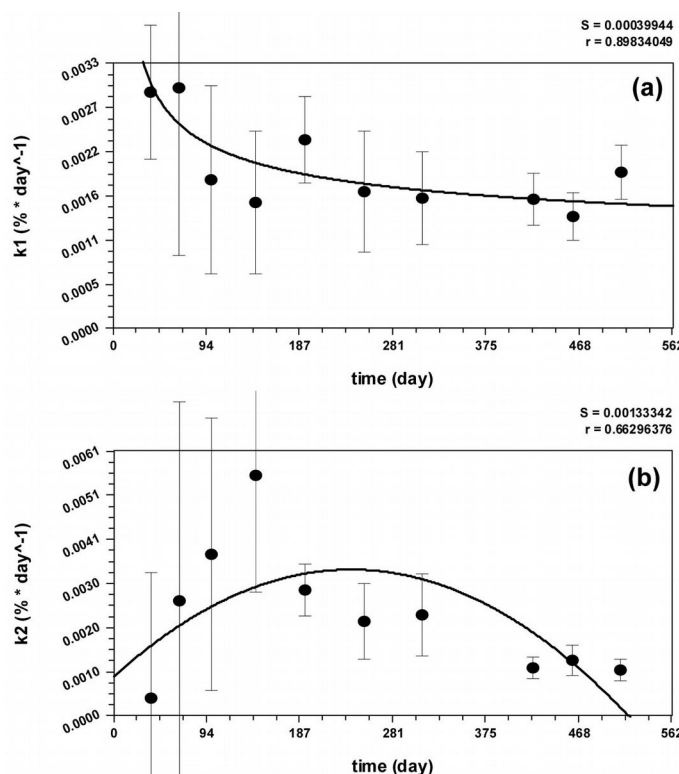 S = 0.00039944
r = 0.89834049
(a)
k1 (% * day^-1)
0.0033
0.0027
0.0022
0.0016
0.0011
0.0005
0.0000
0 94 187 281 375 468 562
time (day)
S = 0.00133342
r = 0.66296376
(b)
k2 (% * day^-1)
0.0061
0.0051
0.0041
0.0030
0.0020
0.0010
0.0000
0 94 187 281 375 468 562
time (day)